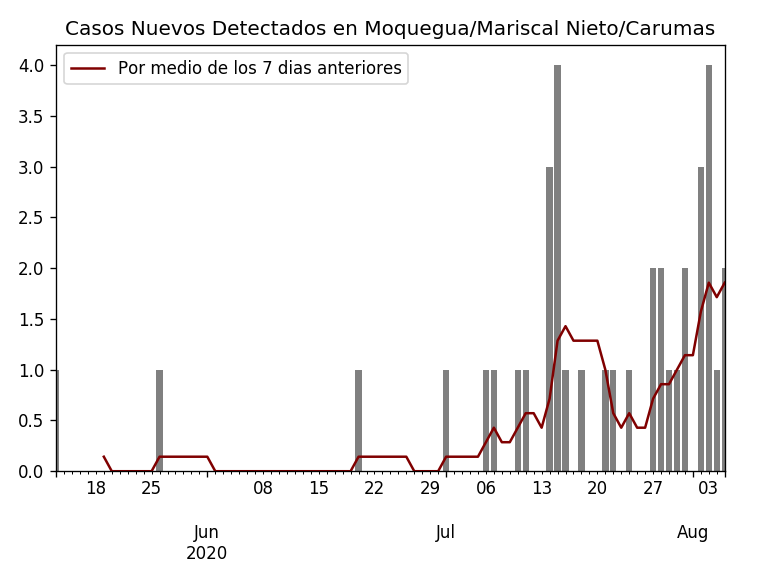 Casos Nuevos Detectados en Moquegua/Mariscal Nieto/Carumas
Por medio de los 7 dias anteriores
4.0
3.5
3.0
2.5
2.0
1.5
1.0
0.5
0.0
18 25 08 15 22 29 06 13 20 27 03
Jun Jul Aug
2020